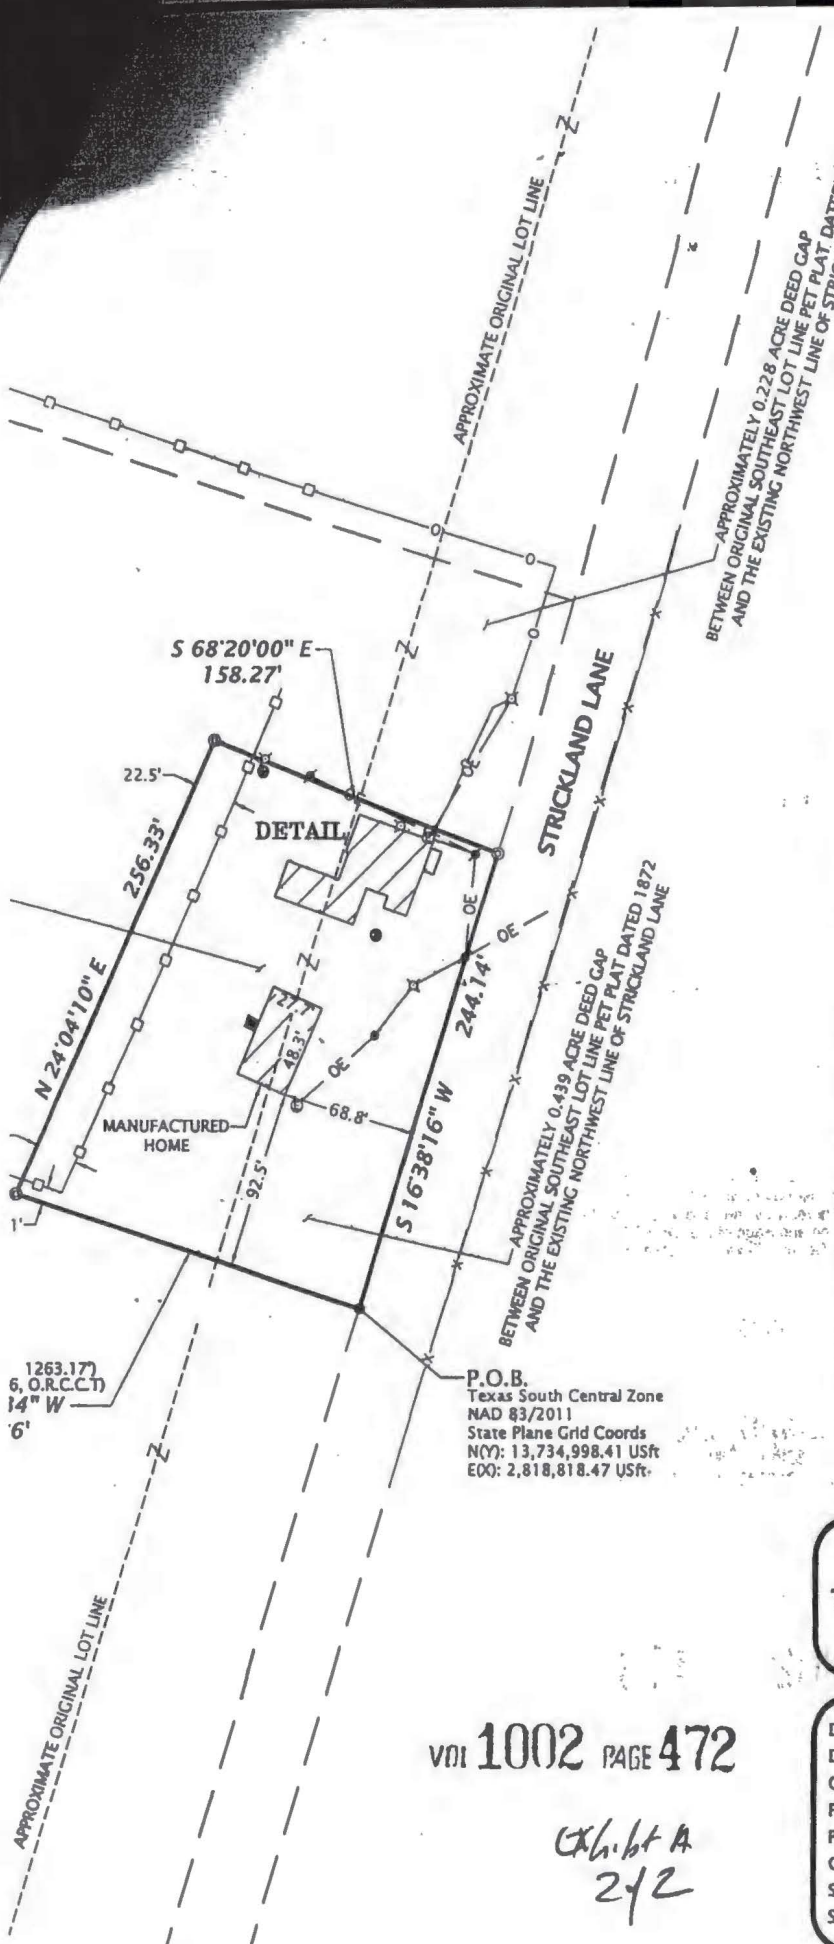 APPROXIMATE ORIGINAL LOT LINE
APPROXIMATELY 0.228 ACRE DEED GAP
BETWEEN ORIGINAL SOUTHEAST LOT LINE PET PLAT DATED
AND THE EXISTING NORTHWEST LINE OF
STRICKLAND LANE
S 68°20'00" E
158.27'
22.5'
DETAIL
256.33'
N 24°04'10" E
OE
OE
OE
OE
244.14'
S 16°38'16" W
27.7'
48.3'
68.8'
92.5'
MANUFACTURED
HOME
1'
APPROXIMATELY 0.439 ACRE DEED GAP
BETWEEN ORIGINAL SOUTHEAST LOT LINE PET PLAT DATED 1872
AND THE EXISTING NORTHWEST LINE OF STRICKLAND LANE
1263.17')
6, O.R.C.C.T)
34" W
'6'
P.O.B.
Texas South Central Zone
NAD 83/2011
State Plane Grid Coords
N(Y): 13,734,998.41 USft
E(X): 2,818,818.47 USft
APPROXIMATE ORIGINAL LOT LINE
VOL 1002 PAGE 472
Exhibit A
2 of 2